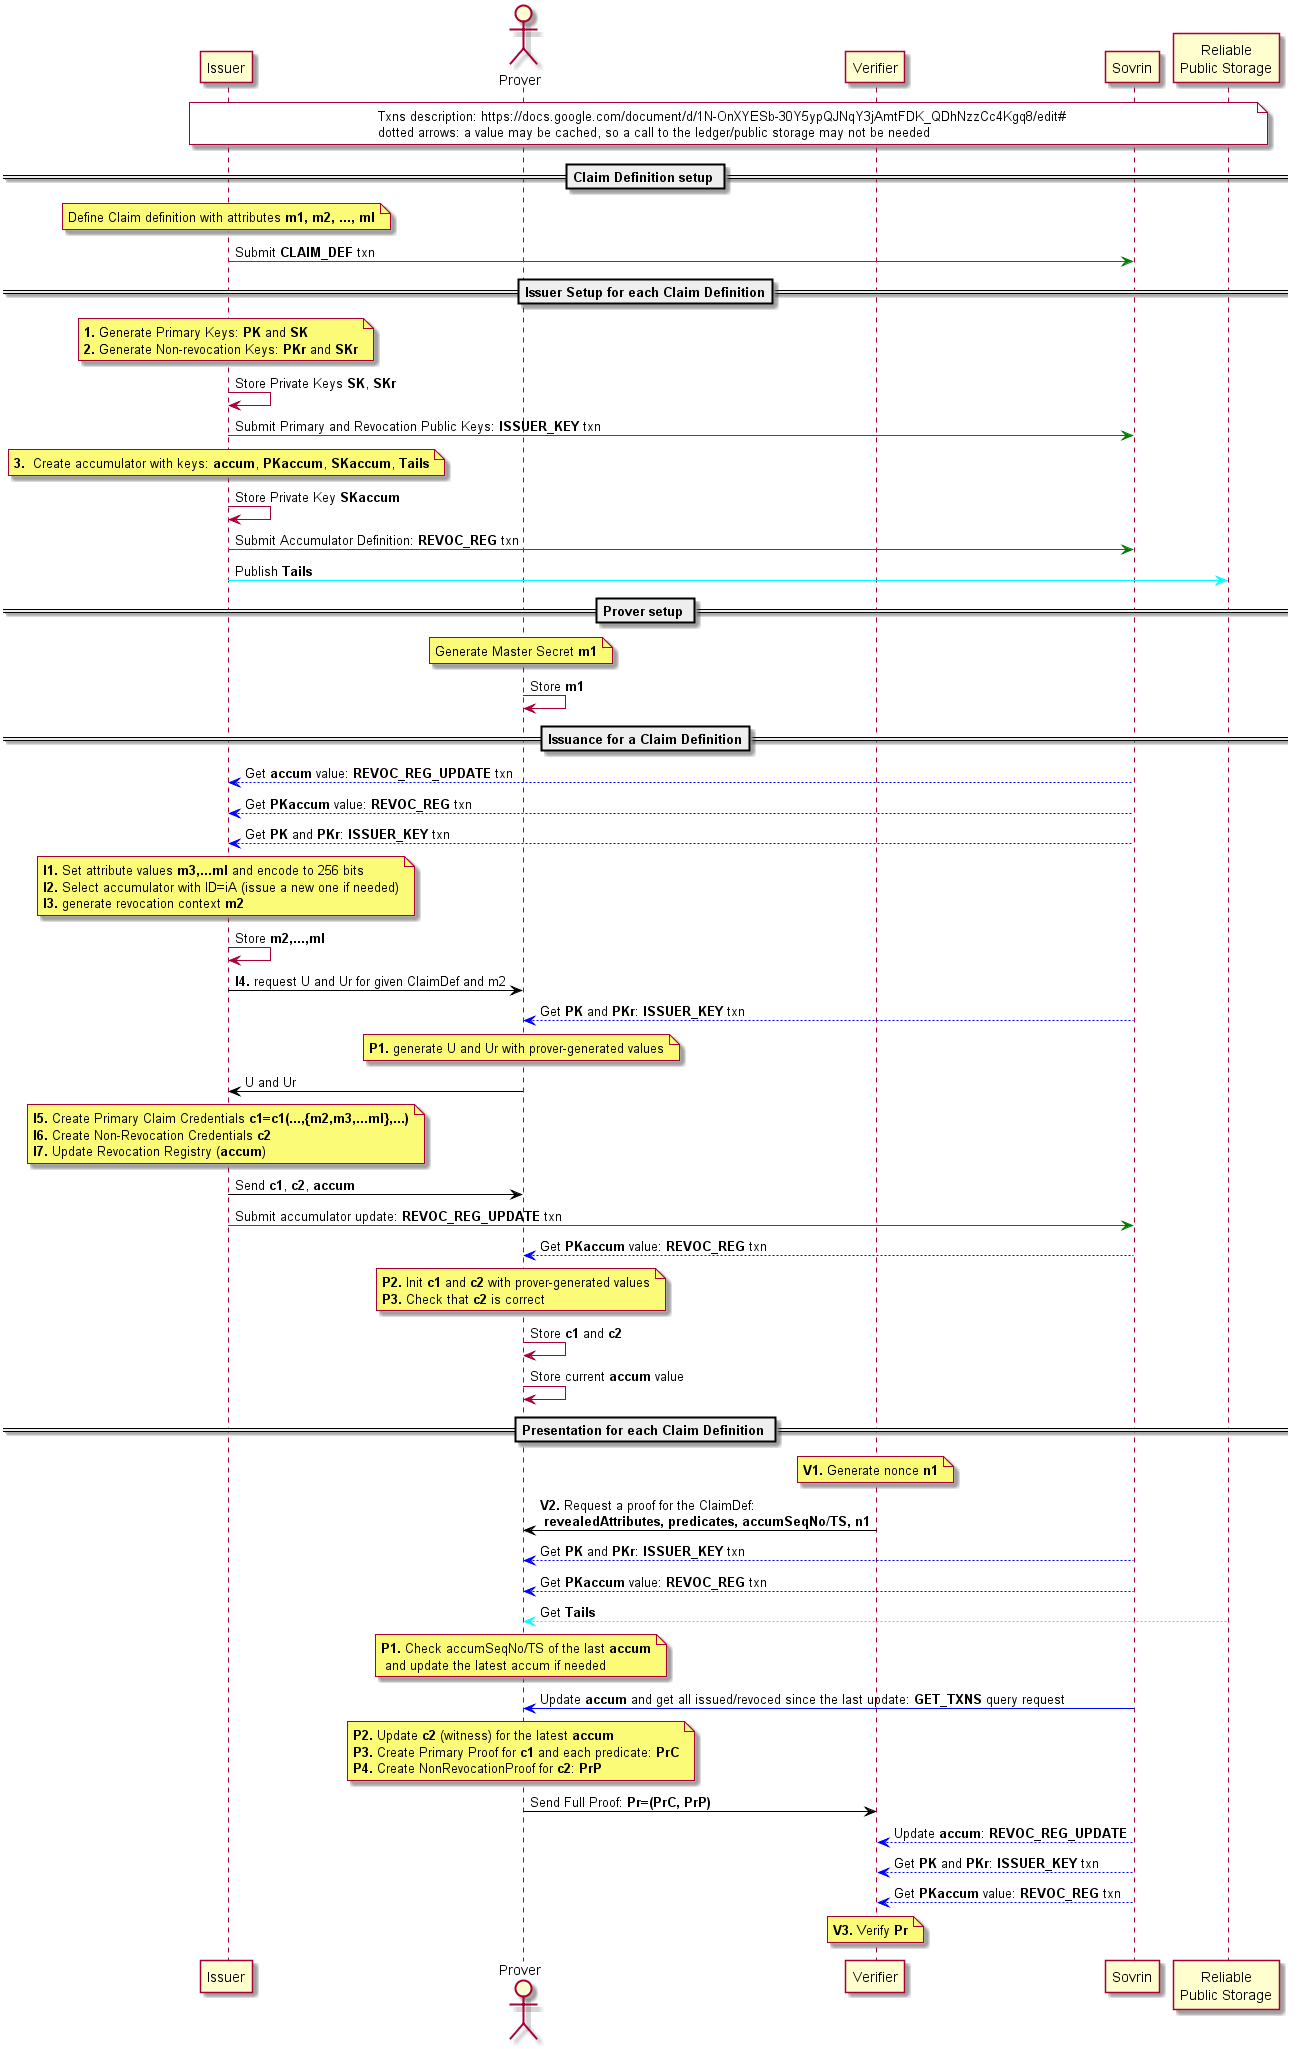 Issuer
Prover
Verifier
Sovrin
Reliable
Public Storage
Txns description: https://docs.google.com/document/d/1N-OnXYESb-30Y5ypQJNqY3jAmtFDK_QDhNzzCc4Kgq8/edit#
dotted arrows: a value may be cached, so a call to the ledger/public storage may not be needed
Claim Definition setup
Define Claim definition with attributes m1, m2, ..., ml
Submit CLAIM_DEF txn
Issuer Setup for each Claim Definition
1. Generate Primary Keys: PK and SK
2. Generate Non-revocation Keys: PKr and SKr
Store Private Keys SK, SKr
Submit Primary and Revocation Public Keys: ISSUER_KEY txn
3. Create accumulator with keys: accum, PKaccum, SKaccum, Tails
Store Private Key SKaccum
Submit Accumulator Definition: REVOC_REG txn
Publish Tails
Prover setup
Generate Master Secret m1
Store m1
Issuance for a Claim Definition
Get accum value: REVOC_REG_UPDATE txn
Get PKaccum value: REVOC_REG txn
Get PK and PKr: ISSUER_KEY txn
I1. Set attribute values m3,...ml and encode to 256 bits
I2. Select accumulator with ID=iA (issue a new one if needed)
I3. generate revocation context m2
Store m2,...,ml
I4. request U and Ur for given ClaimDef and m2
Get PK and PKr: ISSUER_KEY txn
P1. generate U and Ur with prover-generated values
U and Ur
I5. Create Primary Claim Credentials c1=c1(...,{m2,m3,...ml},...)
I6. Create Non-Revocation Credentials c2
I7. Update Revocation Registry (accum)
Send c1, c2, accum
Submit accumulator update: REVOC_REG_UPDATE txn
Get PKaccum value: REVOC_REG txn
P2. Init c1 and c2 with prover-generated values
P3. Check that c2 is correct
Store c1 and c2
Store current accum value
Presentation for each Claim Definition
V1. Generate nonce n1
V2. Request a proof for the ClaimDef:
revealedAttributes, predicates, accumSeqNo/TS, n1
Get PK and PKr: ISSUER_KEY txn
Get PKaccum value: REVOC_REG txn
Get Tails
P1. Check accumSeqNo/TS of the last accum
and update the latest accum if needed
Update accum and get all issued/revoced since the last update: GET_TXNS query request
P2. Update c2 (witness) for the latest accum
P3. Create Primary Proof for c1 and each predicate: PrC
P4. Create NonRevocationProof for c2: PrP
Send Full Proof: Pr=(PrC, PrP)
Update accum: REVOC_REG_UPDATE
Get PK and PKr: ISSUER_KEY txn
Get PKaccum value: REVOC_REG txn
V3. Verify Pr
Issuer
Prover
Verifier
Sovrin
Reliable
Public Storage